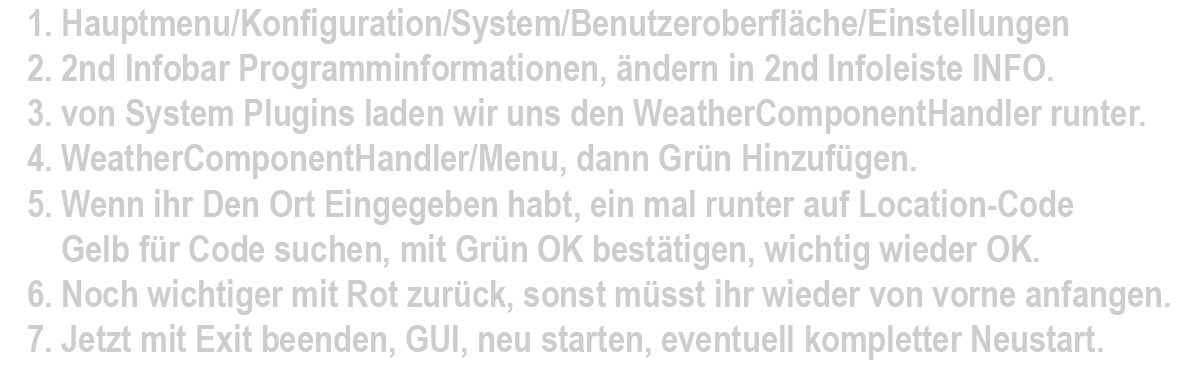 1. Hauptmenu/Konfiguration/System/Benutzeroberfläche/Einstellungen
2. 2nd Infobar Programminformationen, ändern in 2nd Infoleiste INFO.
3. von System Plugins laden wir uns den WeatherComponentHandler runter.
4. WeatherComponentHandler/Menu, dann Grün Hinzufügen.
5. Wenn ihr Den Ort Eingegeben habt, ein mal runter auf Location-Code
Gelb für Code suchen, mit Grün OK bestätigen, wichtig wieder OK.
6. Noch wichtiger mit Rot zurück, sonst müsst ihr wieder von vorne anfangen.
7. Jetzt mit Exit beenden, GUI, neu starten, eventuell kompletter Neustart.